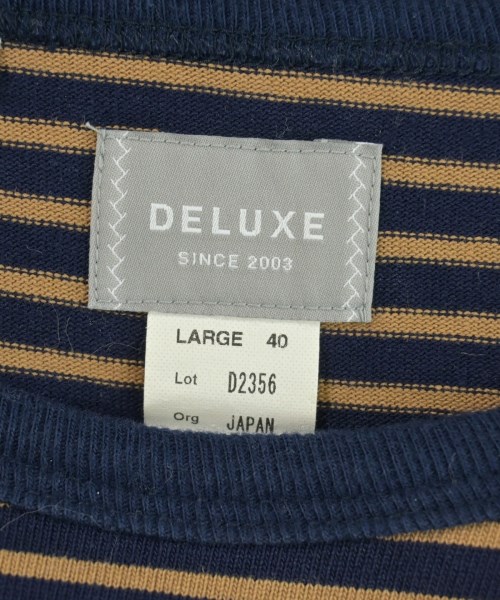 DELUXE
SINCE 2003
LARGE 40
Lot D2356
Org JAPAN